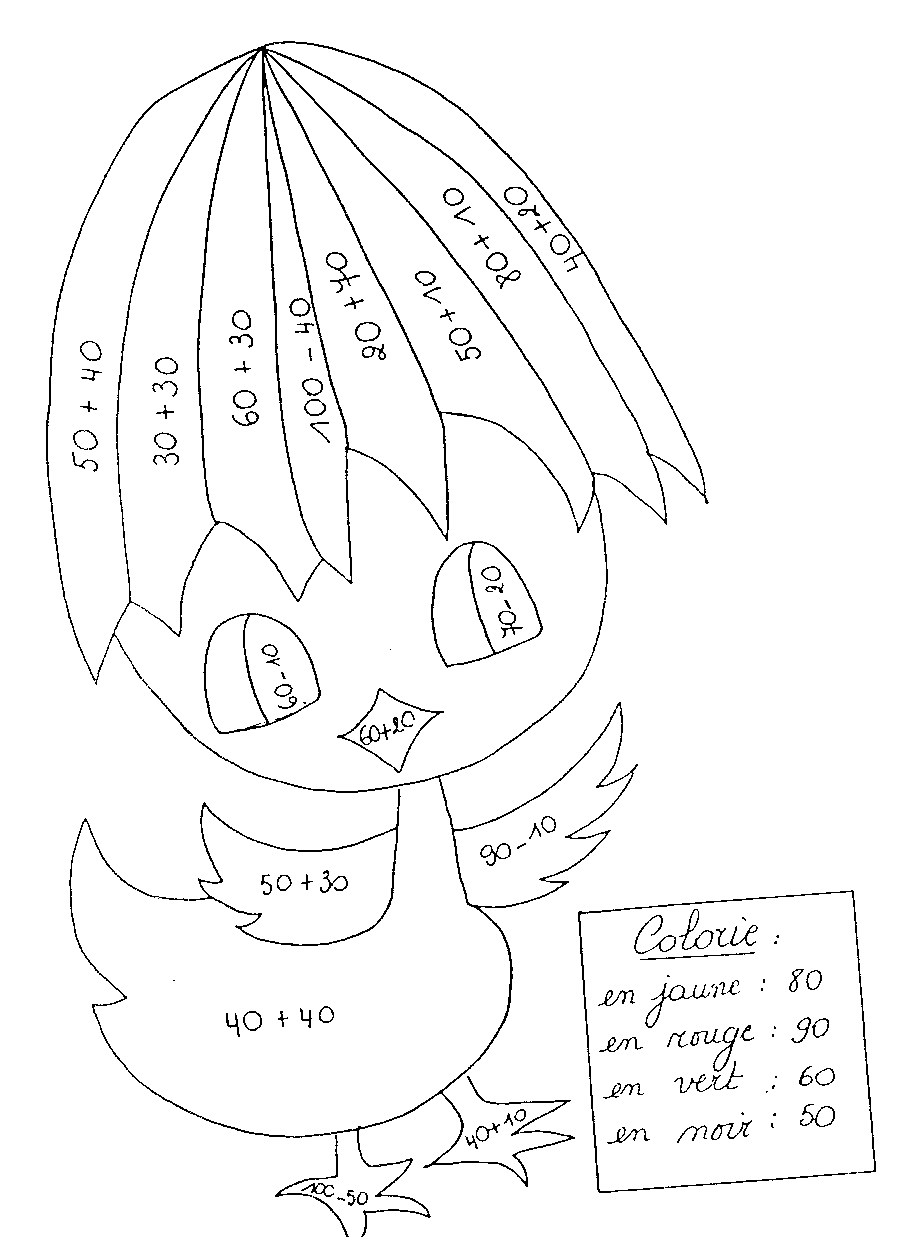 50 + 40
30 + 30
60 + 30
100 - 40
20 + 40
50 + 10
80 + 10
40 + 20
60 - 10
70 - 20
60+20
50 + 30
90 - 10
40 + 40
40 + 10
100 - 50
Colorie :
en jaune : 80
en rouge : 90
en vert : 60
en noir : 50